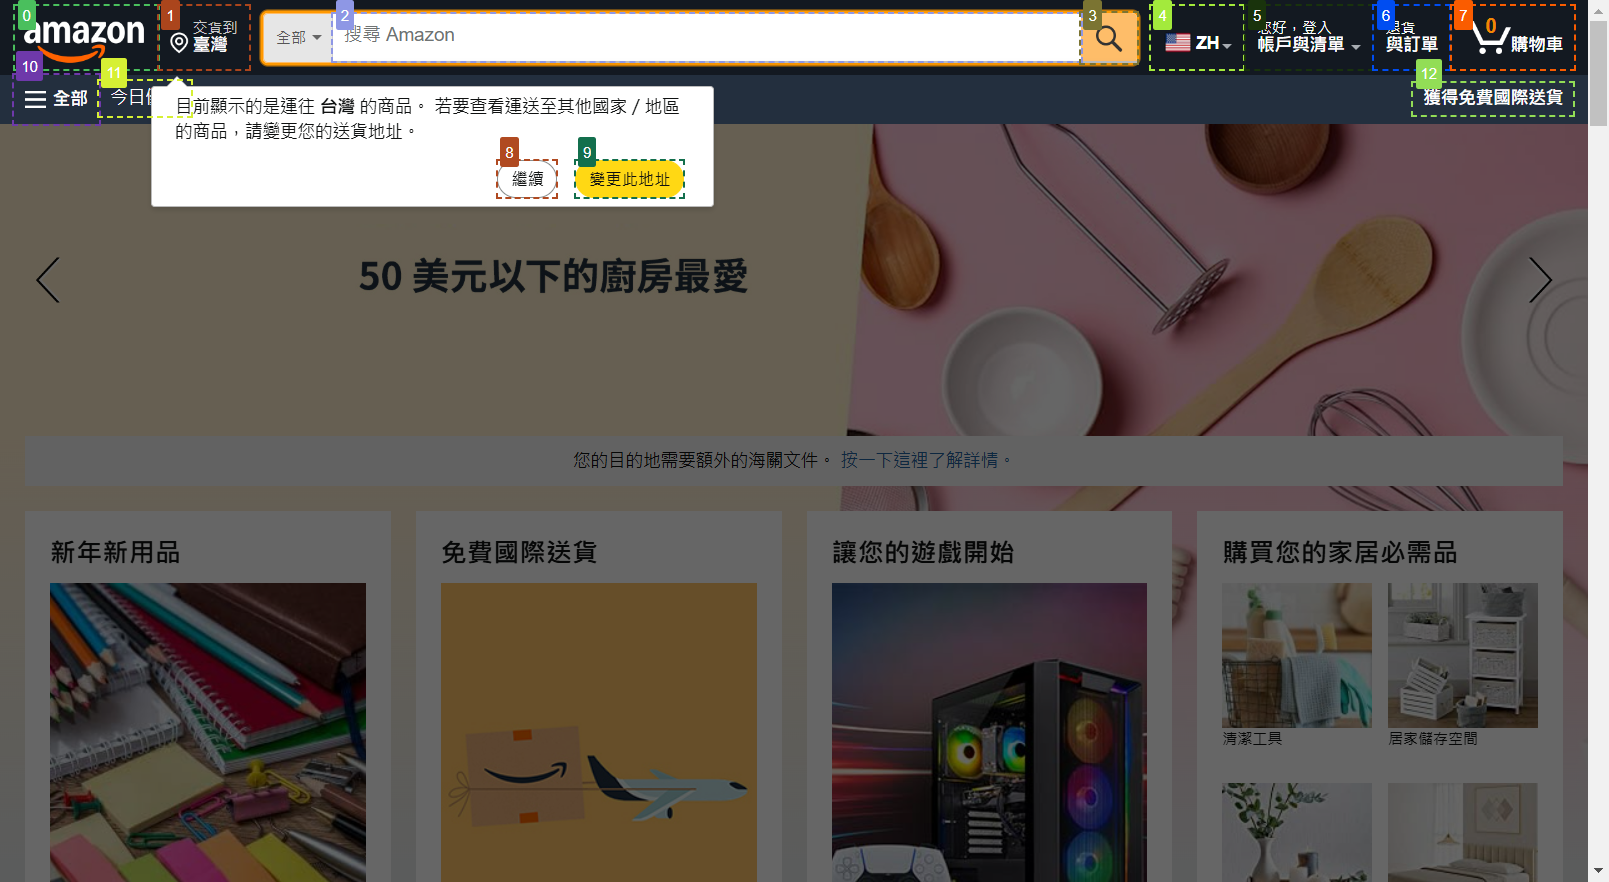 0
1
2
3
4
5
6
7
amazon
交貨到
臺灣
全部
搜尋 Amazon
ZH
您好，登入
帳戶與清單
退貨
與訂單
0
購物車
10
11
12
全部
今日
獲得免費國際送貨
目前顯示的是運往 台灣 的商品。 若要查看運送至其他國家 / 地區
的商品，請變更您的送貨地址。
8
9
繼續
變更此地址
50 美元以下的廚房最愛
您的目的地需要額外的海關文件。 按一下這裡了解詳情。
新年新用品
免費國際送貨
讓您的遊戲開始
購買您的家居必需品
清潔工具
居家儲存空間